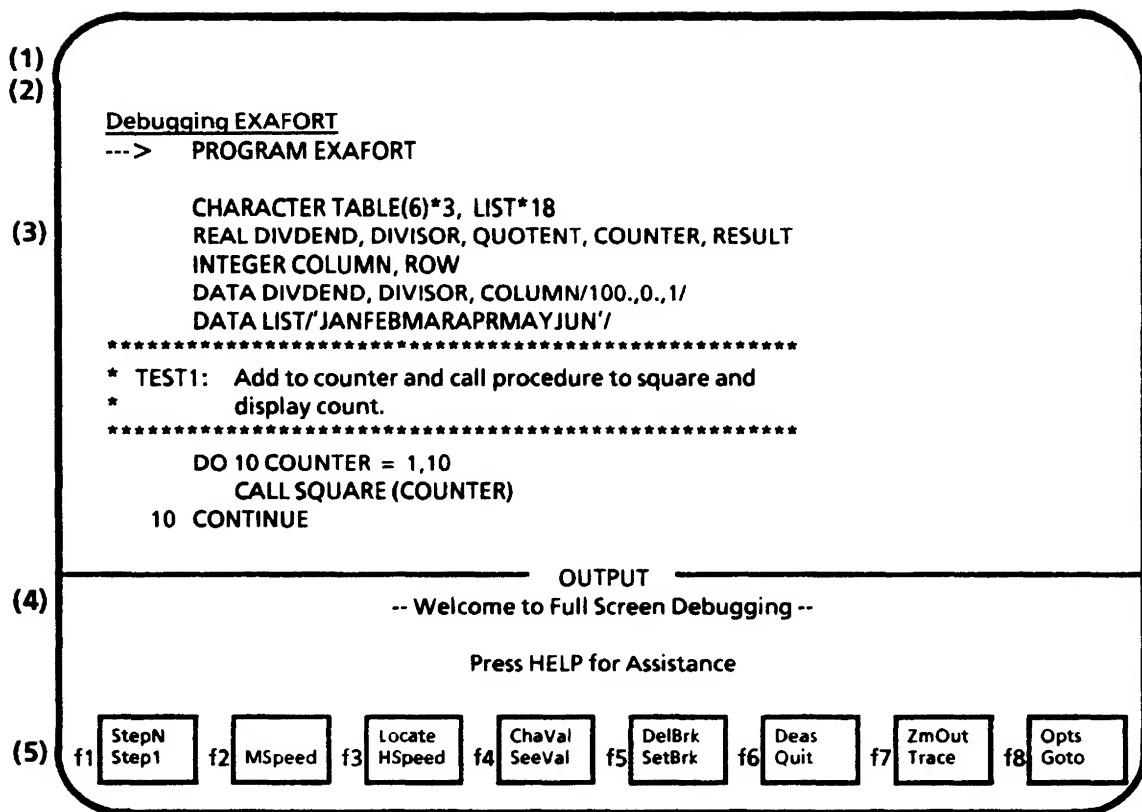 (1)
(2)
Debugging EXAFORT
---> PROGRAM EXAFORT
CHARACTER TABLE(6)*3, LIST*18
(3)
REAL DIVDEND, DIVISOR, QUOTENT, COUNTER, RESULT
INTEGER COLUMN, ROW
DATA DIVDEND, DIVISOR, COLUMN/100.,0.,1/
DATA LIST/'JANFEBMARAPRMAYJUN'/
****************************************************
* TEST1: Add to counter and call procedure to square and
* display count.
****************************************************
DO 10 COUNTER = 1,10
CALL SQUARE (COUNTER)
10 CONTINUE
OUTPUT
(4)
-- Welcome to Full Screen Debugging --
Press HELP for Assistance
(5)
f1 StepN Step1
f2 MSpeed
f3 Locate HSpeed
f4 ChaVal SeeVal
f5 DelBrk SetBrk
f6 Deas Quit
f7 ZmOut Trace
f8 Opts Goto